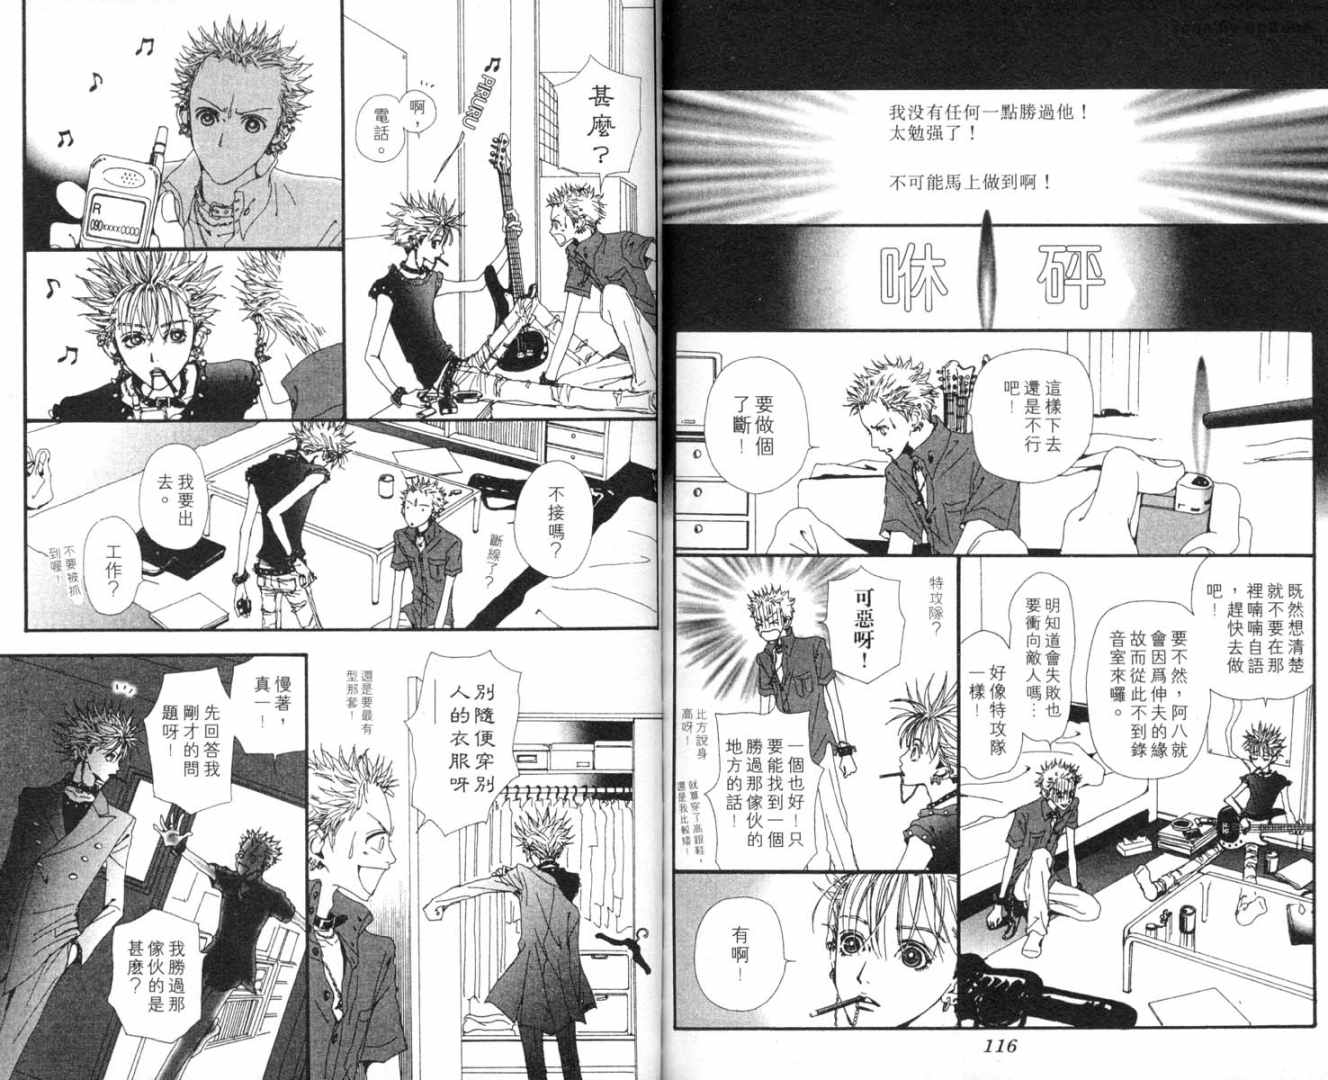 我没有任何一點勝過他！
太勉强了！
不可能馬上做到啊！
砰
咻
這樣下去
還是不行
吧！
要做個
了斷！
既然想清楚
就不要在那
裡喃喃自語
，趕快去做
吧！
要不然，阿八就
會因爲伸夫的緣
故而從此不到錄
音室來囉。
明知道會失敗也
要衝向敵人嗎…
好像特攻隊
一樣！
特攻隊？
可惡呀！
一個也好！只
要能找到一個
勝過那傢伙的
地方的話！
比方說身
高呀！
就算穿了高跟鞋，
還是我比較矮！
有啊！
116
甚麼？
PIRURU
啊，
電話。
R
090xxxx0000
不接嗎？
斷線了？
我要出
去。
工作？
不要被抓
到喔！
別隨便穿別
人的衣服呀
還是要最有
型那套！
慢著，
真一！
先回答我
剛才的問
題呀！
我勝過那
傢伙的是
甚麼？